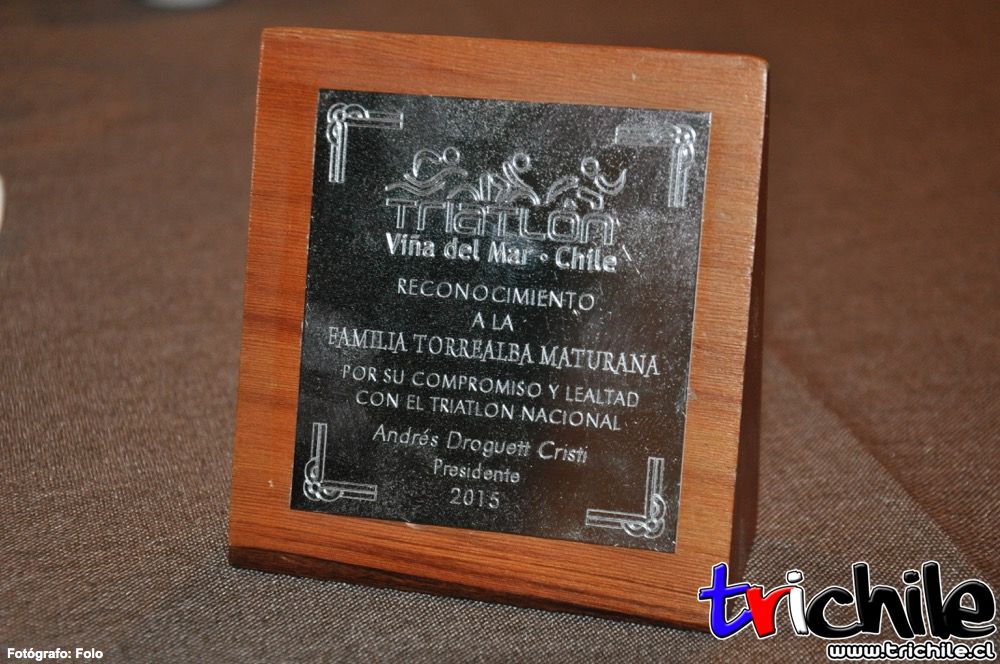 TRIATLÓN
Viña del Mar • Chile
RECONOCIMIENTO
A LA
FAMILIA TORREALBA MATURANA
POR SU COMPROMISO Y LEALTAD
CON EL TRIATLON NACIONAL
Andrés Droguett Cristi
Presidente
2015
trichile
www.trichile.cl
Fotógrafo: Folo